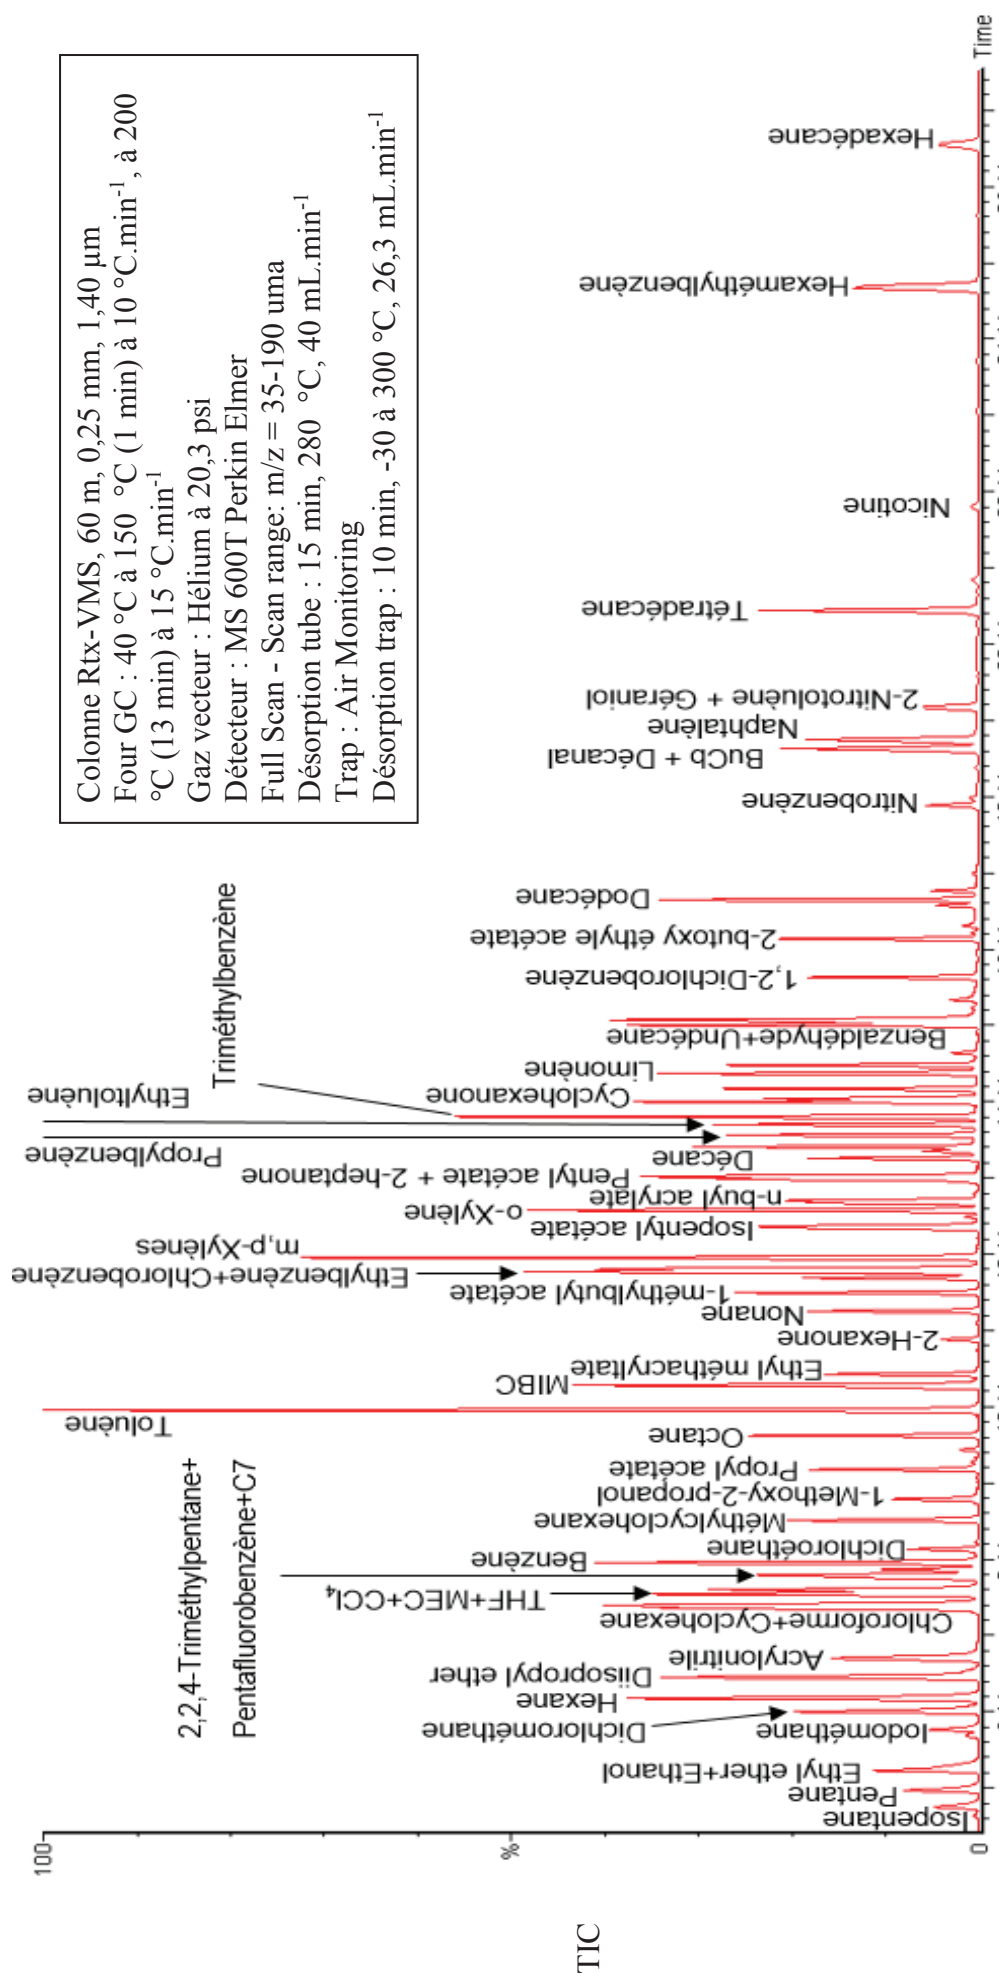 Colonne Rtx-VMS, 60 m, 0,25 mm, 1,40 µm
Four GC : 40 °C à 150 °C (1 min) à 10 °C.min⁻¹, à 200
°C (13 min) à 15 °C.min⁻¹
Gaz vecteur : Hélium à 20,3 psi
Détecteur : MS 600T Perkin Elmer
Full Scan - Scan range: m/z = 35-190 uma
Désorption tube : 15 min, 280 °C, 40 mL.min⁻¹
Trap : Air Monitoring
Désorption trap : 10 min, -30 à 300 °C, 26,3 mL.min⁻¹
TIC
100
%
0
Isopentane
Pentane
Ethyl ether+Ethanol
Iodométhane
Dichlorométhane
Hexane
Diisopropyl ether
Acrylonitrile
Chloroforme+Cyclohexane
THF+MEC+CCl₄
2,2,4-Triméthylpentane+
Pentafluorobenzène+C7
Benzène
Dichloroéthane
Méthylcyclohexane
1-Methoxy-2-propanol
Propyl acétate
Octane
Toluène
MIBC
Ethyl méthacryltate
2-Hexanone
Nonane
1-méthylbutyl acétate
Ethylbenzène+Chlorobenzène
m,p-Xylènes
Isopentyl acétate
o-Xylène
n-buyl acrylate
Pentyl acétate + 2-heptanone
Décane
Propylbenzène
Ethyltoluène
Triméthylbenzène
Cyclohexanone
Limonène
Benzaldéhyde+Undécane
1,2-Dichlorobenzène
2-butoxy éthyle acétate
Dodécane
Nitrobenzène
BuCb + Décanal
Naphtalène
2-Nitrotoluène + Géraniol
Tétradécane
Nicotine
Hexaméthylbenzène
Hexadécane
Time